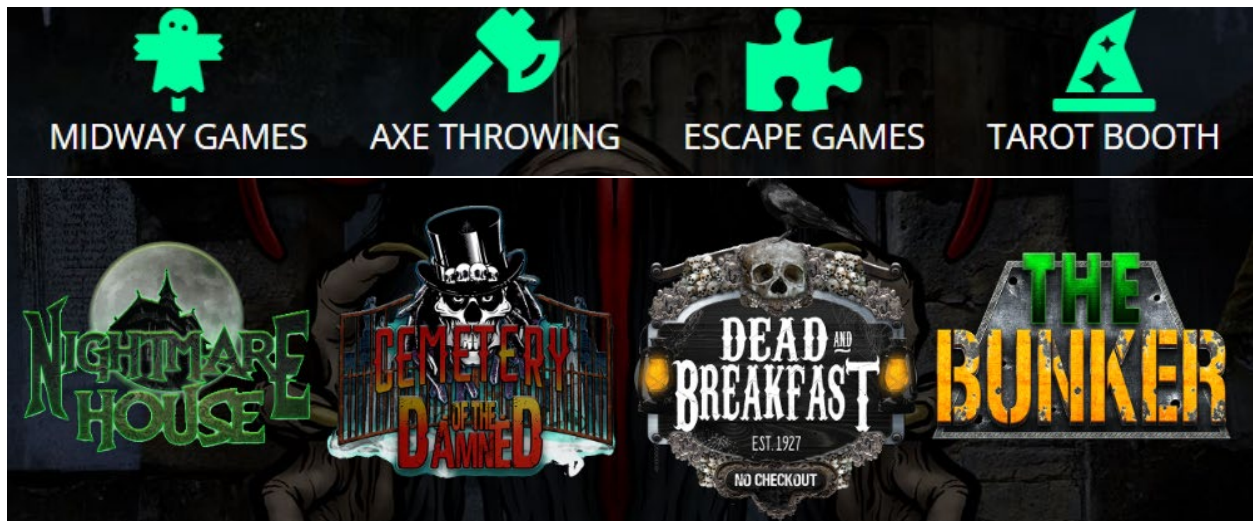 MIDWAY GAMES
AXE THROWING
ESCAPE GAMES
TAROT BOOTH
NIGHTMARE
HOUSE
CEMETERY
OF THE
DAMNED
DEAD AND
BREAKFAST
EST. 1927
NO CHECKOUT
THE
BUNKER